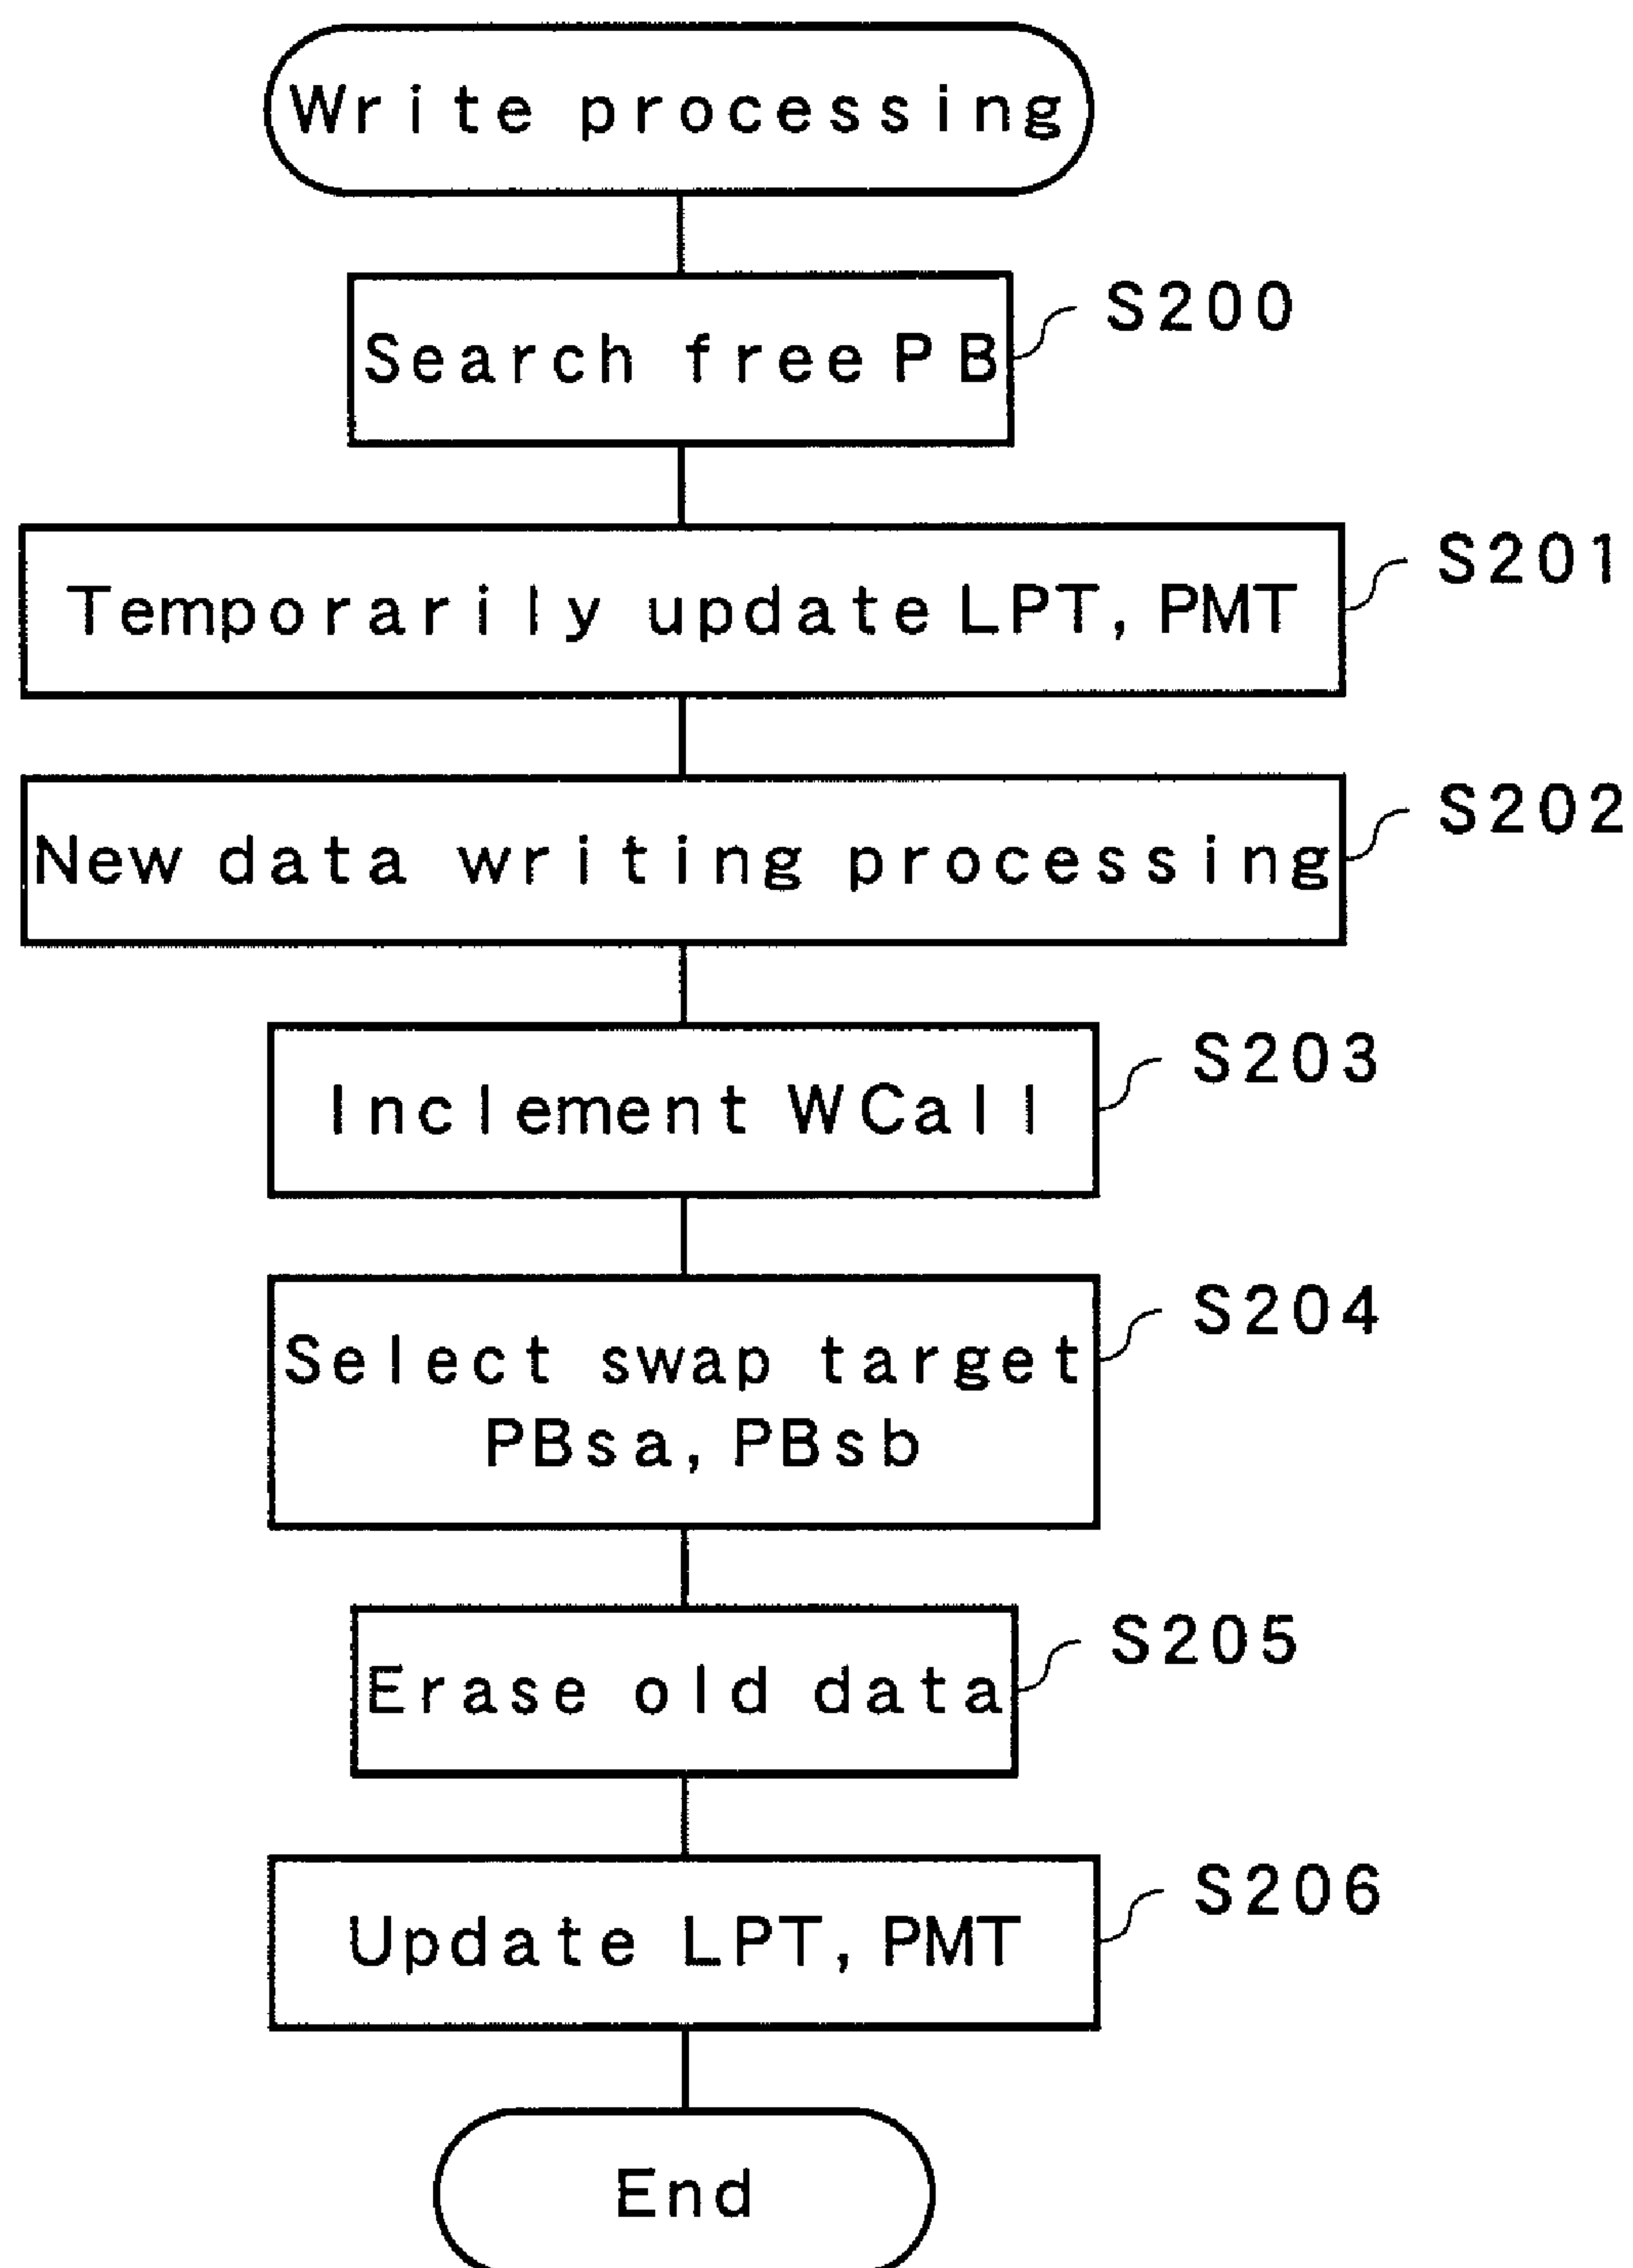 Write processing
Search free PB
S200
Temporarily update LPT, PMT
S201
New data writing processing
S202
Inclement WCall
S203
Select swap target
PBsa, PBsb
S204
Erase old data
S205
Update LPT, PMT
S206
End